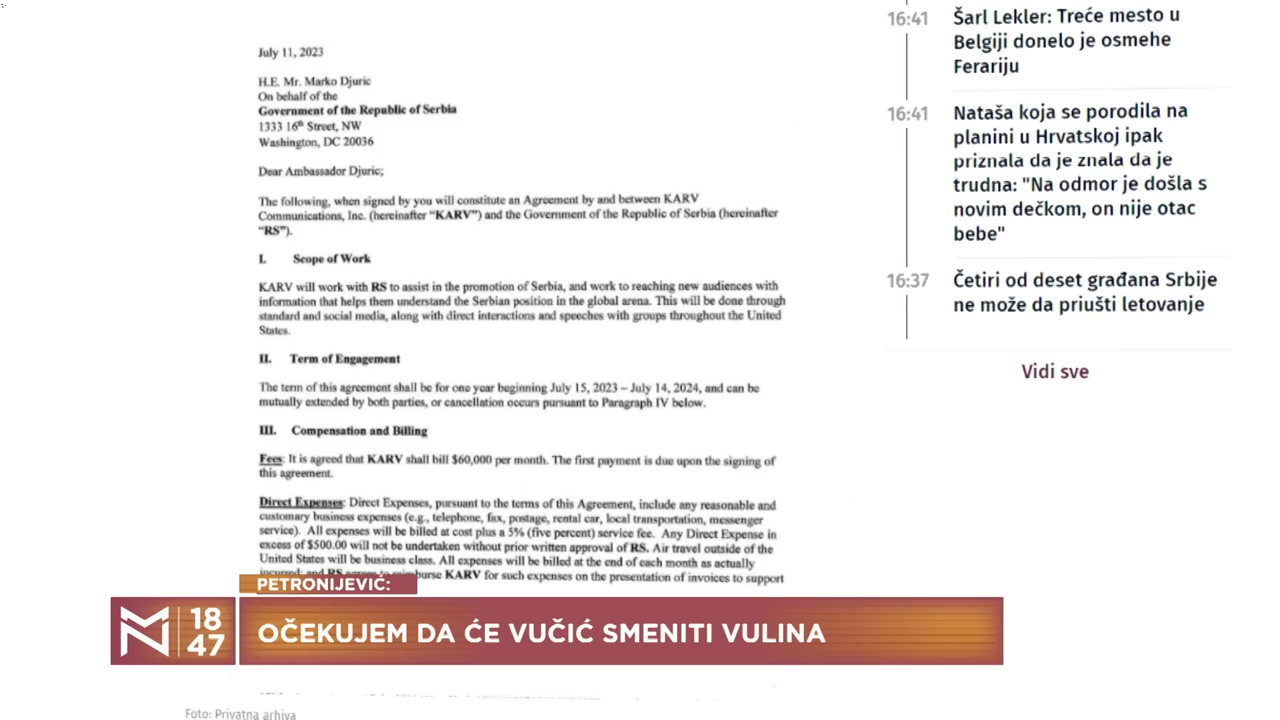 July 11, 2023
H.E. Mr. Marko Djuric
On behalf of the
Government of the Republic of Serbia
1333 16th Street, NW
Washington, DC 20036
Dear Ambassador Djuric;
The following, when signed by you will constitute an Agreement by and between KARV
Communications, Inc. (hereinafter “KARV”) and the Government of the Republic of Serbia (hereinafter
“RS”).
I. Scope of Work
KARV will work with RS to assist in the promotion of Serbia, and work to reaching new audiences with
information that helps them understand the Serbian position in the global arena. This will be done through
standard and social media, along with direct interactions and speeches with groups throughout the United
States.
II. Term of Engagement
The term of this agreement shall be for one year beginning July 15, 2023 – July 14, 2024, and can be
mutually extended by both parties, or cancellation occurs pursuant to Paragraph IV below.
III. Compensation and Billing
Fees: It is agreed that KARV shall bill $60,000 per month. The first payment is due upon the signing of
this agreement.
Direct Expenses: Direct Expenses, pursuant to the terms of this Agreement, include any reasonable and
customary business expenses (e.g., telephone, fax, postage, rental car, local transportation, messenger
service). All expenses will be billed at cost plus a 5% (five percent) service fee. Any Direct Expense in
excess of $500.00 will not be undertaken without prior written approval of RS. Air travel outside of the
United States will be business class. All expenses will be billed at the end of each month as actually
KARV for such expenses on the presentation of invoices to support
16:41
Šarl Lekler: Treće mesto u
Belgiji donelo je osmehe
Ferariju
16:41
Nataša koja se porodila na
planini u Hrvatskoj ipak
priznala da je znala da je
trudna: "Na odmor je došla s
novim dečkom, on nije otac
bebe"
16:37
Četiri od deset građana Srbije
ne može da priušti letovanje
Vidi sve
PETRONIJEVIĆ:
18
47
OČEKUJEM DA ĆE VUČIĆ SMENITI VULINA
Foto: Privatna arhiva